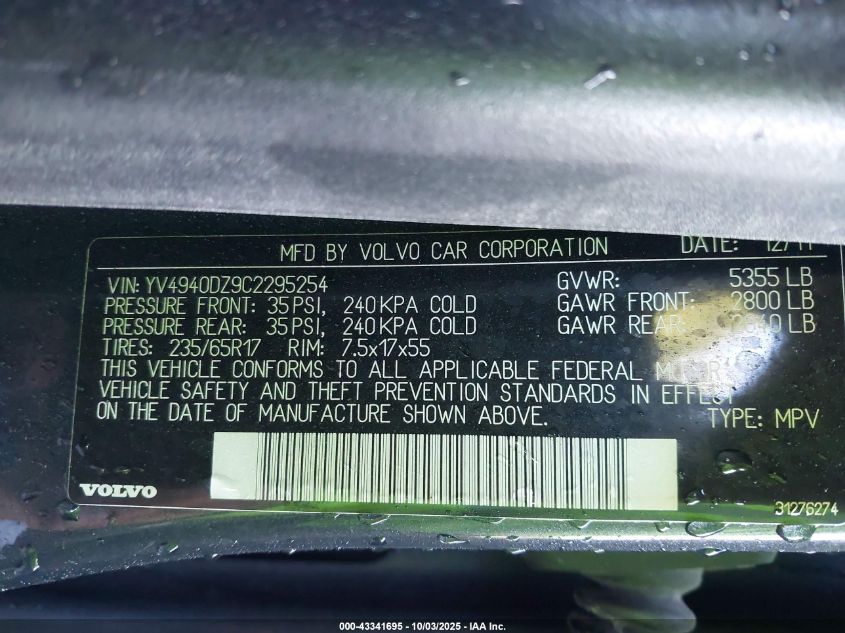 MFD BY VOLVO CAR CORPORATION DATE: 12/11
VIN: YV4940DZ9C2295254 GVWR: 5355 LB
PRESSURE FRONT: 35 PSI, 240 KPA COLD GAWR FRONT: 2800 LB
PRESSURE REAR: 35 PSI, 240 KPA COLD GAWR REAR: LB
TIRES: 235/65R17 RIM: 7.5x17x55
THIS VEHICLE CONFORMS TO ALL APPLICABLE FEDERAL MOTOR
VEHICLE SAFETY AND THEFT PREVENTION STANDARDS IN EFFECT
ON THE DATE OF MANUFACTURE SHOWN ABOVE. TYPE: MPV
VOLVO 31276274
000-43341695 - 10/03/2025 - IAA Inc.